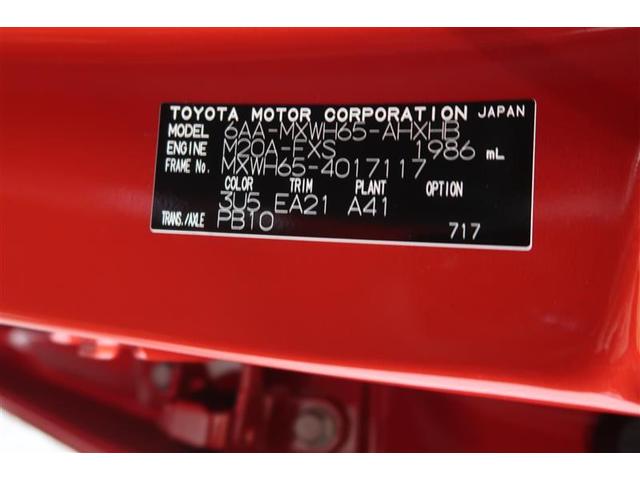 TOYOTA MOTOR CORPORATION JAPAN
MODEL 6AA-MXWH65-AHXHB
ENGINE M20A-FXS 1986 mL
FRAME No. MXWH65-4017117
COLOR TRIM PLANT OPTION
3U5 EA21 A41
TRANS./AXLE PB10
717